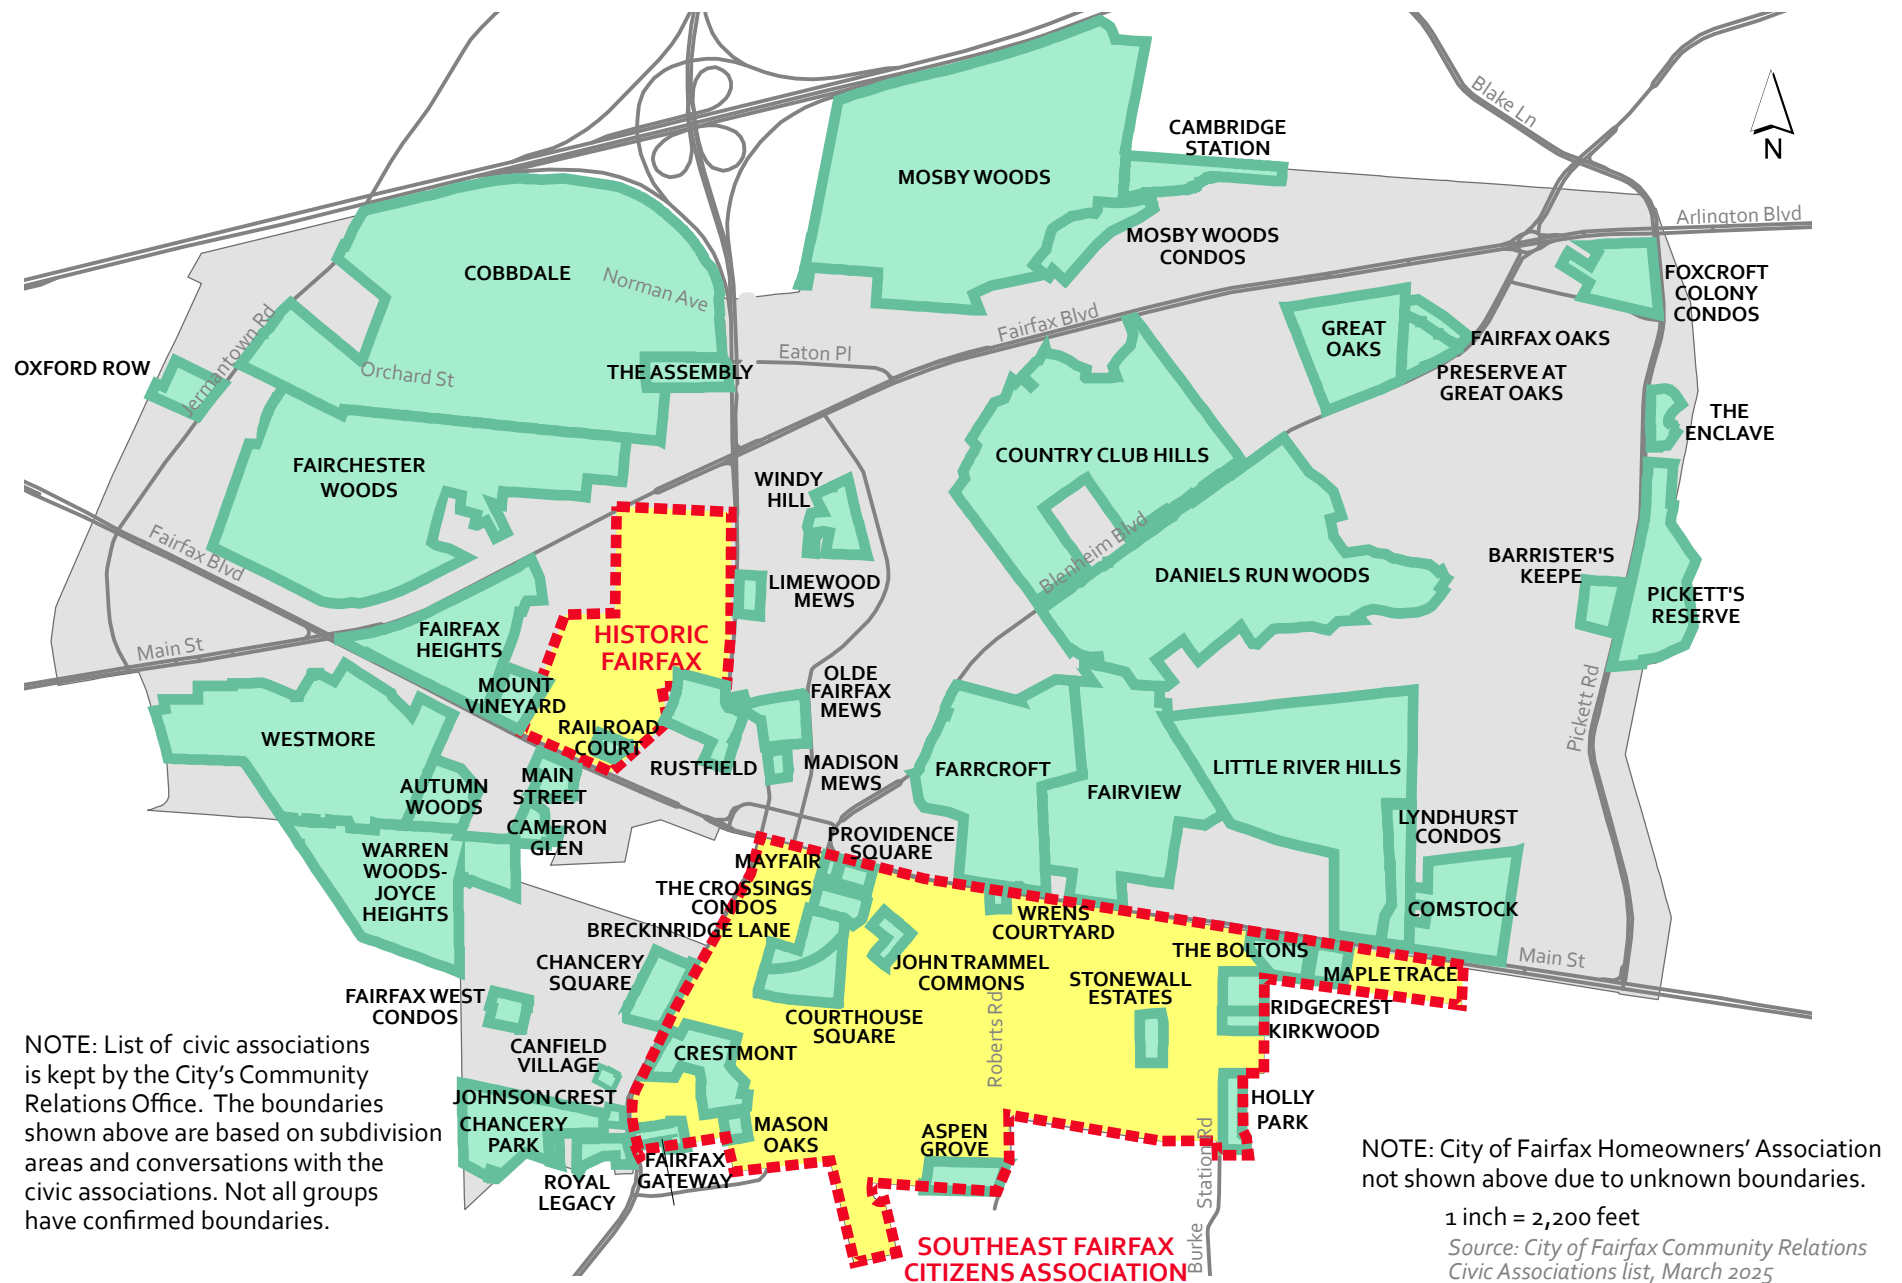 Blake Ln
CAMBRIDGE
STATION
N
MOSBY WOODS
Arlington Blvd
MOSBY WOODS
CONDOS
COBBDALE
Norman Ave
FOXCROFT
COLONY
CONDOS
Jermantown Rd
Fairfax Blvd
GREAT
OAKS
FAIRFAX OAKS
Eaton Pl
OXFORD ROW
Orchard St
THE ASSEMBLY
PRESERVE AT
GREAT OAKS
THE
ENCLAVE
COUNTRY CLUB HILLS
FAIRCHESTER
WOODS
WINDY
HILL
Fairfax Blvd
Blenheim Blvd
BARRISTER'S
KEEPE
DANIELS RUN WOODS
LIMEWOOD
MEWS
PICKETT'S
RESERVE
FAIRFAX
HEIGHTS
HISTORIC
FAIRFAX
Main St
MOUNT
VINEYARD
OLDE
FAIRFAX
MEWS
Pickett Rd
RAILROAD
COURT
WESTMORE
RUSTFIELD
MADISON
MEWS
FARRCROFT
LITTLE RIVER HILLS
AUTUMN
WOODS
MAIN
STREET
FAIRVIEW
LYNDHURST
CONDOS
CAMERON
GLEN
PROVIDENCE
SQUARE
WARREN
WOODS-
JOYCE
HEIGHTS
MAYFAIR
THE CROSSINGS
CONDOS
BRECKINRIDGE LANE
WRENS
COURTYARD
COMSTOCK
THE BOLTONS
Main St
CHANCERY
SQUARE
JOHN TRAMMEL
COMMONS
STONEWALL
ESTATES
MAPLE TRACE
FAIRFAX WEST
CONDOS
COURTHOUSE
SQUARE
Roberts Rd
RIDGECREST
KIRKWOOD
CANFIELD
VILLAGE
CRESTMONT
JOHNSON CREST
CHANCERY
PARK
MASON
OAKS
ASPEN
GROVE
HOLLY
PARK
FAIRFAX
GATEWAY
ROYAL
LEGACY
Burke Station Rd
SOUTHEAST FAIRFAX
CITIZENS ASSOCIATION
NOTE: List of civic associations
is kept by the City’s Community
Relations Office. The boundaries
shown above are based on subdivision
areas and conversations with the
civic associations. Not all groups
have confirmed boundaries.
NOTE: City of Fairfax Homeowners’ Association
not shown above due to unknown boundaries.
1 inch = 2,200 feet
Source: City of Fairfax Community Relations
Civic Associations list, March 2025